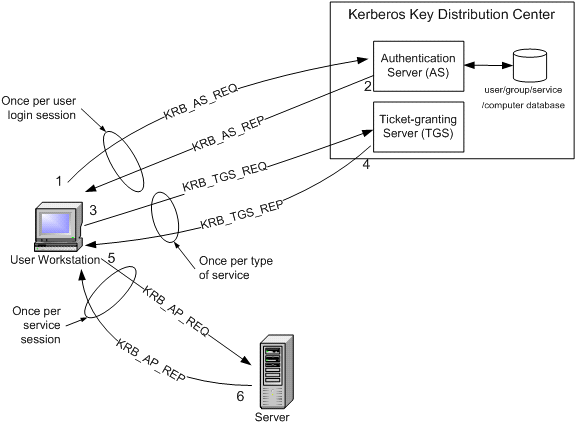 Kerberos Key Distribution Center
Authentication
Server (AS)
2
user/group/service
/computer database
Ticket-granting
Server (TGS)
4
Once per user
login session
KRB_AS_REQ
KRB_AS_REP
1
KRB_TGS_REQ
3
KRB_TGS_REP
User Workstation
5
Once per type
of service
Once per
service
session
KRB_AP_REQ
KRB_AP_REP
6
Server